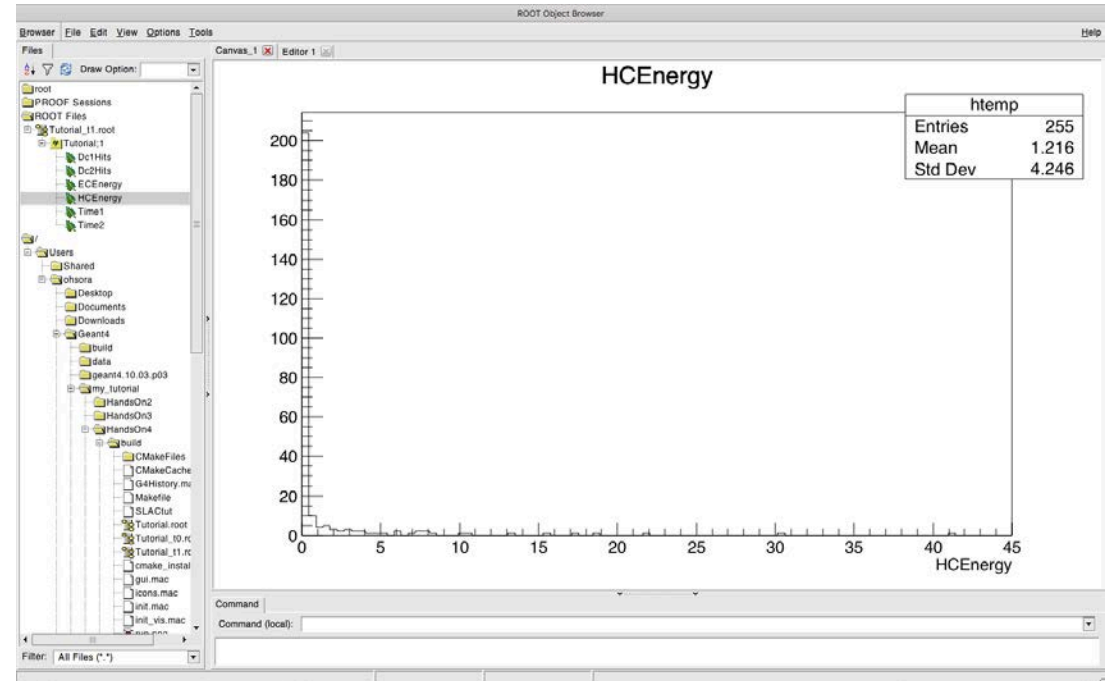 ROOT Object Browser
Browser File Edit View Options Tools Help
Files
Draw Option:
root
PROOF Sessions
ROOT Files
Tutorial_t1.root
Tutorial;1
Dc1Hits
Dc2Hits
ECEnergy
HCEnergy
Time1
Time2
/
Users
Shared
ohsora
Desktop
Documents
Downloads
Geant4
build
data
geant4.10.03.p03
my_tutorial
HandsOn2
HandsOn3
HandsOn4
build
CMakeFiles
CMakeCache
G4History.ma
Makefile
SLACtut
Tutorial.root
Tutorial_t0.rc
Tutorial_t1.rc
cmake_instal
gui.mac
icons.mac
init.mac
init_vis.mac
Filter: All Files (*.*)
Canvas_1 Editor 1
HCEnergy
htemp
Entries 255
Mean 1.216
Std Dev 4.246
200
180
160
140
120
100
80
60
40
20
0
0 5 10 15 20 25 30 35 40 45
HCEnergy
Command
Command (local):